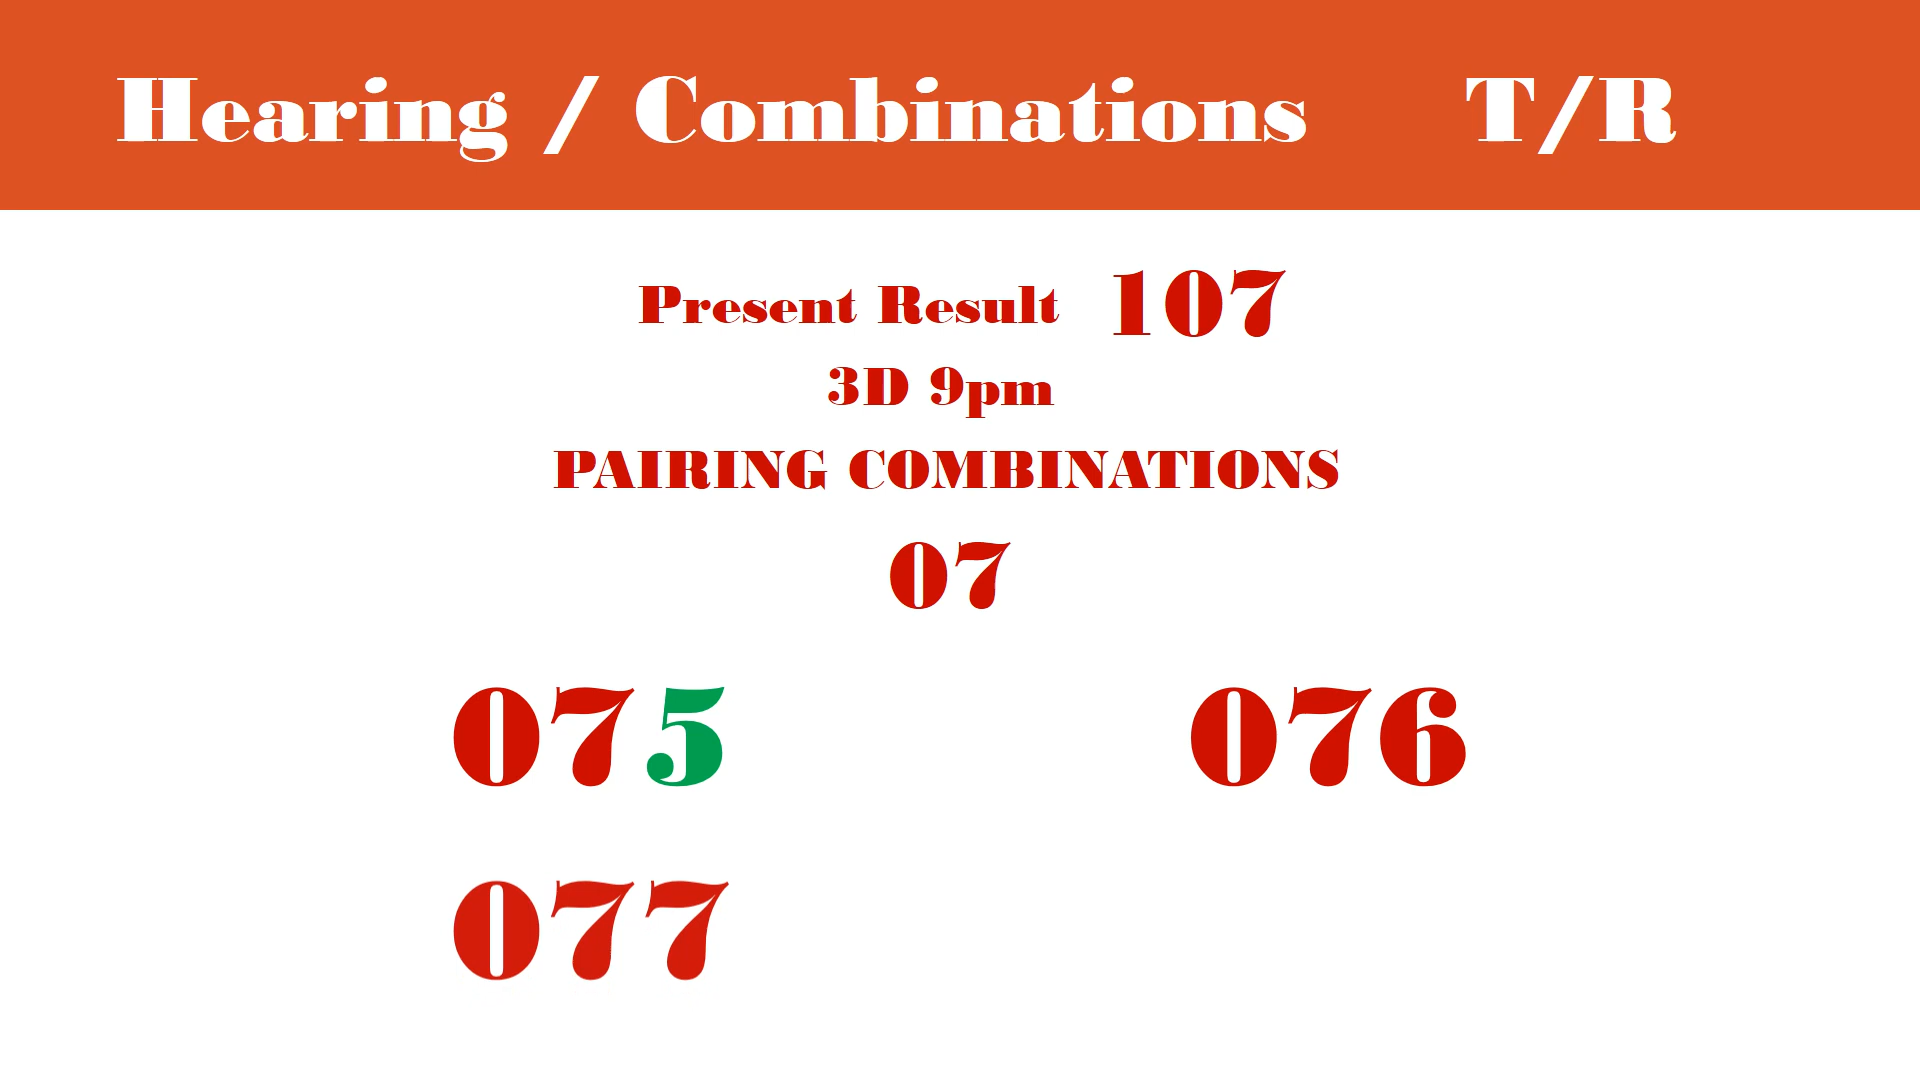 Hearing / Combinations T/R
Present Result 107
3D 9pm
PAIRING COMBINATIONS
07
075 076
077